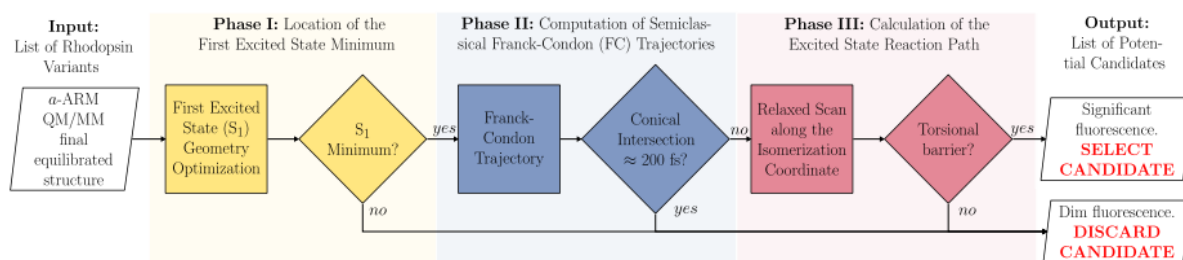 Input:
List of Rhodopsin
Variants
a-ARM
QM/MM
final
equilibrated
structure
Phase I: Location of the
First Excited State Minimum
First Excited
State (S₁)
Geometry
Optimization
S₁
Minimum?
yes
no
Phase II: Computation of Semiclas-
sical Franck-Condon (FC) Trajectories
Franck-
Condon
Trajectory
Conical
Intersection
≈ 200 fs?
no
yes
Phase III: Calculation of the
Excited State Reaction Path
Relaxed Scan
along the
Isomerization
Coordinate
Torsional
barrier?
yes
no
Output:
List of Poten-
tial Candidates
Significant
fluorescence.
SELECT
CANDIDATE
Dim fluorescence.
DISCARD
CANDIDATE